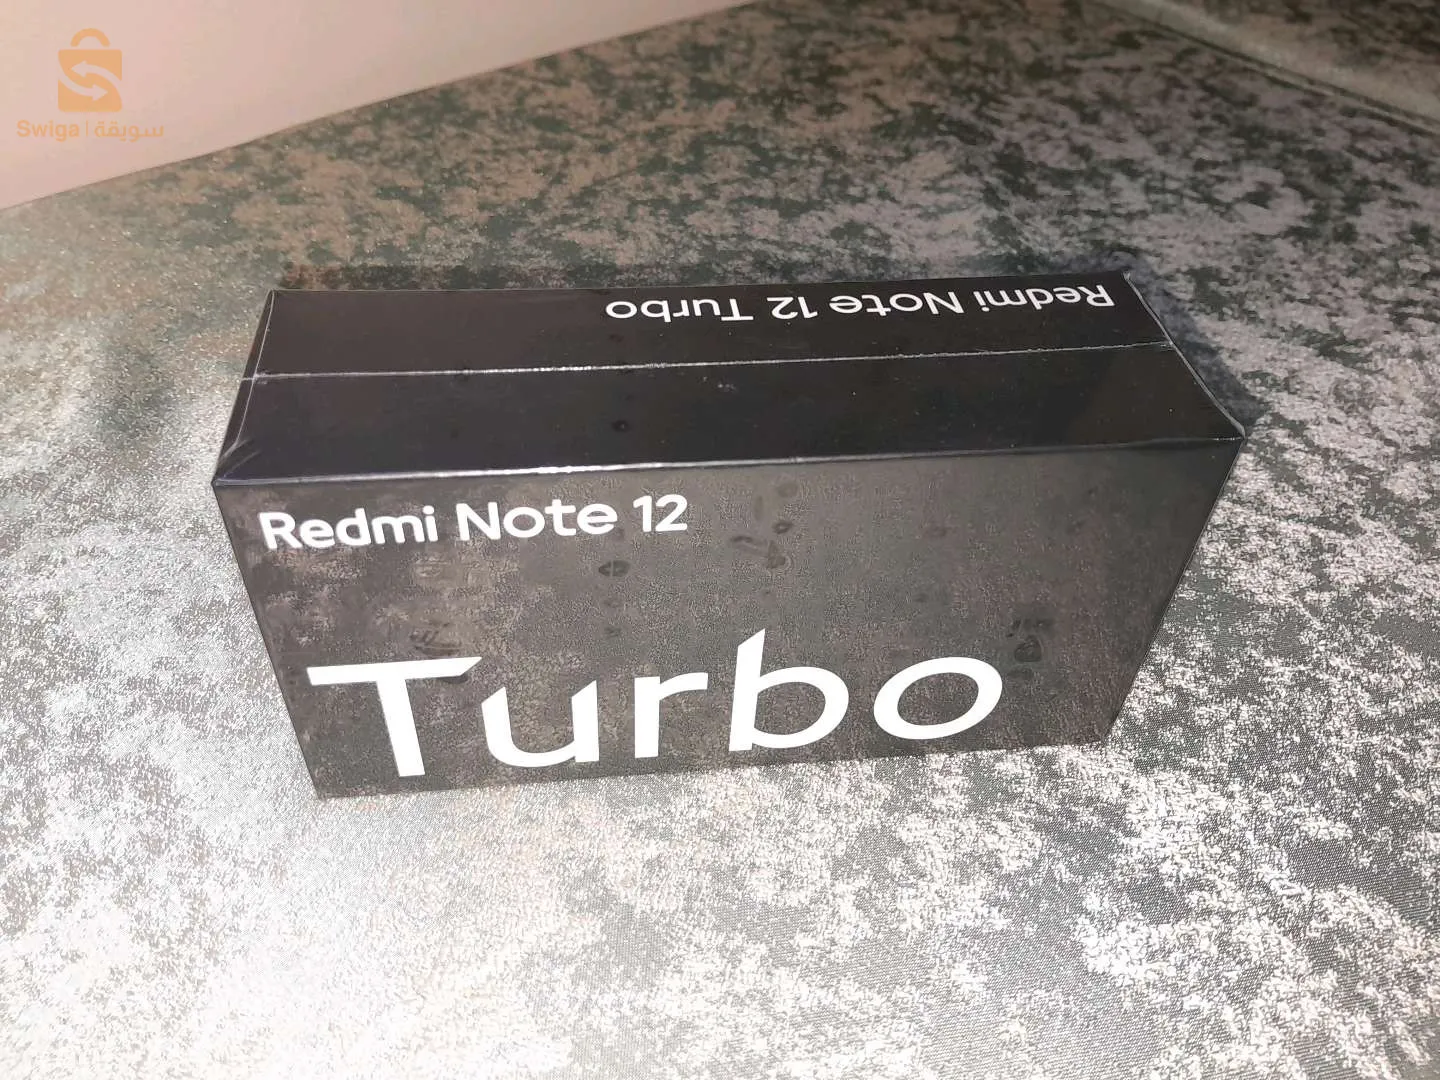 Swiga | سويقة
Redmi Note 12 Turbo
Redmi Note 12
Turbo